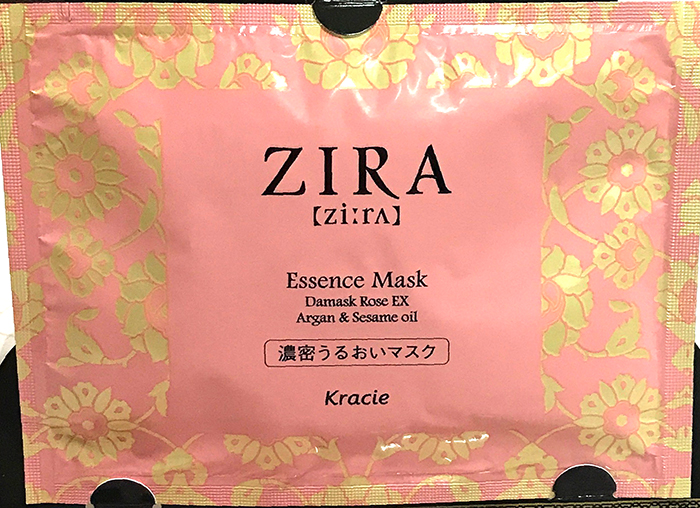 ZIRA
【zi:rʌ】
Essence Mask
Damask Rose EX
Argan & Sesame oil
濃密うるおいマスク
Kracie